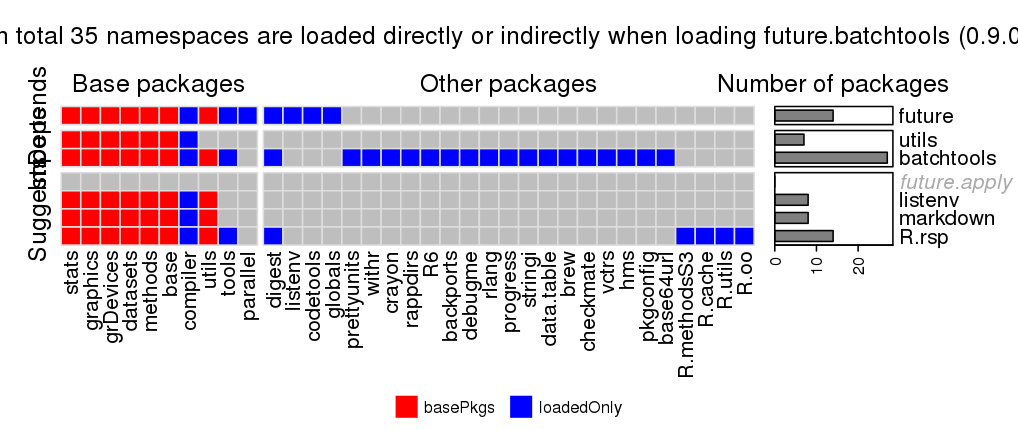 n total 35 namespaces are loaded directly or indirectly when loading future.batchtools (0.9.0
Base packages
Other packages
Number of packages
Depends
Imports
Suggests
future
utils
batchtools
future.apply
listenv
markdown
R.rsp
0
10
20
stats
graphics
grDevices
datasets
methods
base
compiler
utils
tools
parallel
digest
listenv
codetools
globals
prettyunits
withr
crayon
rappdirs
R6
backports
debugme
rlang
progress
stringi
data.table
brew
checkmate
vctrs
hms
pkgconfig
base64url
R.methodsS3
R.cache
R.utils
R.oo
basePkgs
loadedOnly